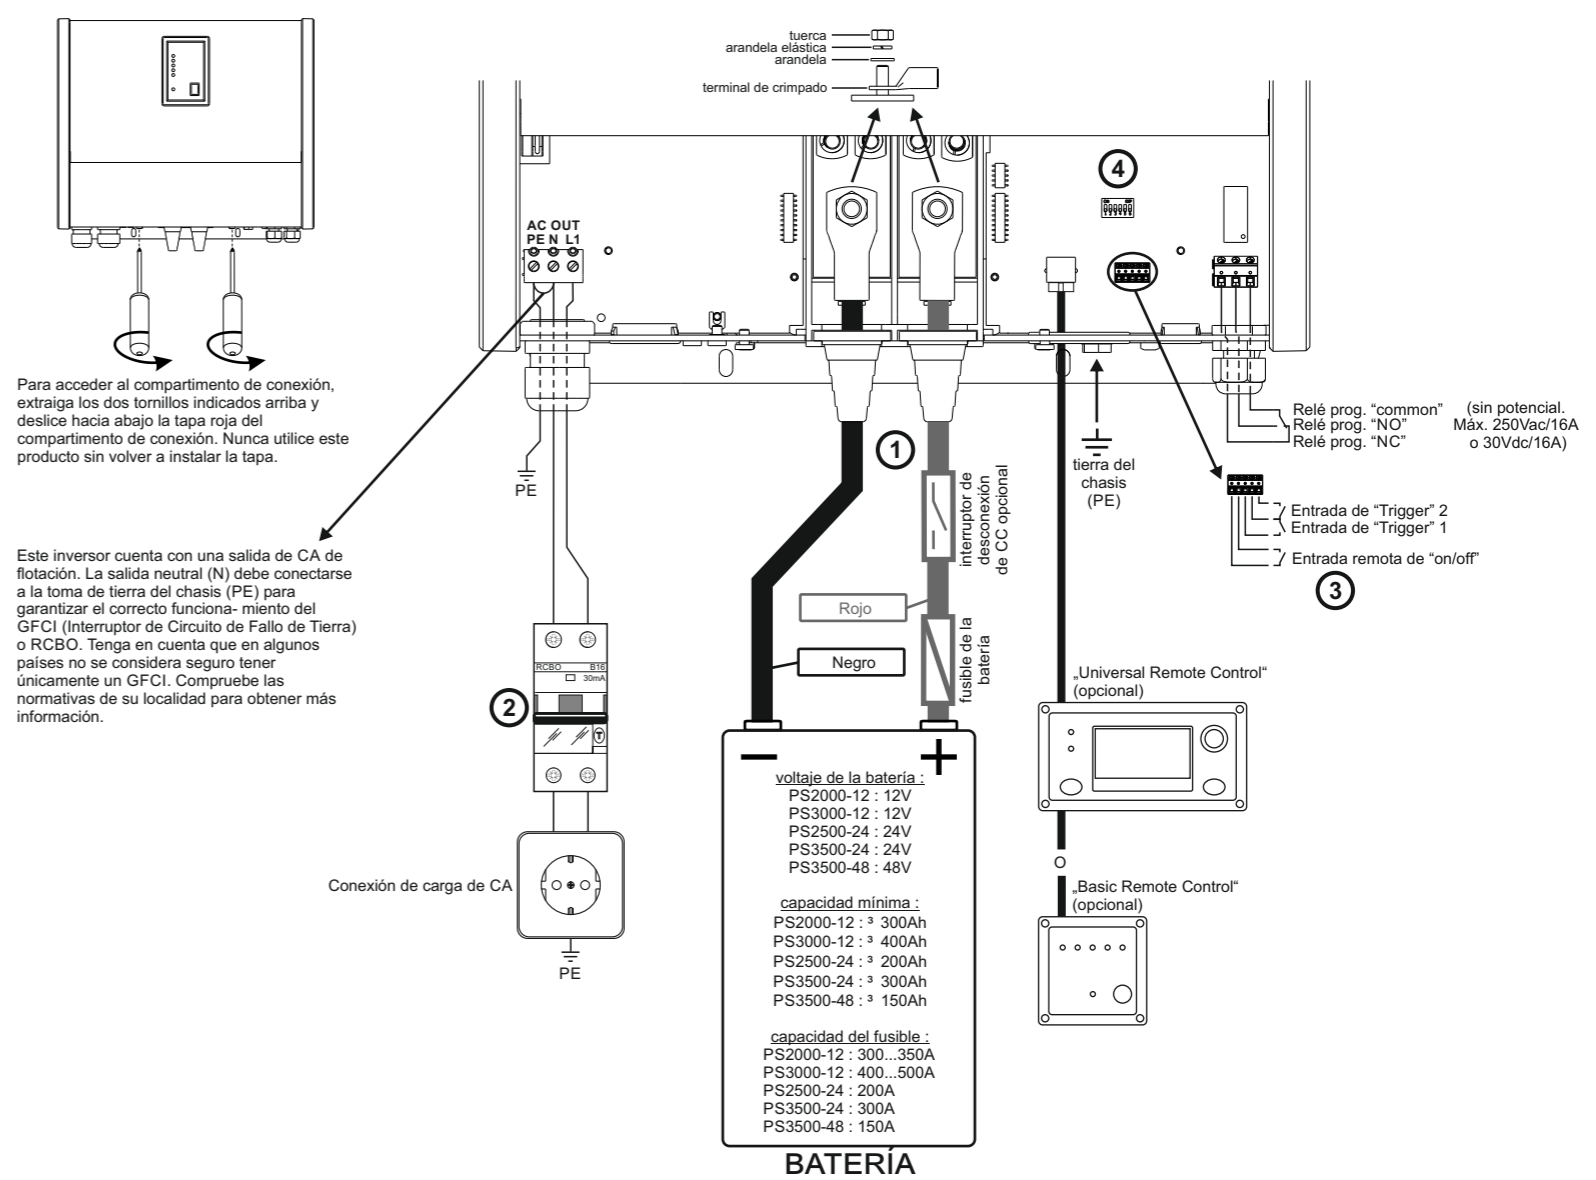 tuerca
arandela elástica
arandela
terminal de crimpado
4
AC OUT
PE N L1
Para acceder al compartimento de conexión,
extraiga los dos tornillos indicados arriba y
deslice hacia abajo la tapa roja del
compartimento de conexión. Nunca utilice este
producto sin volver a instalar la tapa.
PE
Este inversor cuenta con una salida de CA de
flotación. La salida neutral (N) debe conectarse
a la toma de tierra del chasis (PE) para
garantizar el correcto funciona- miento del
GFCI (Interruptor de Circuito de Fallo de Tierra)
o RCBO. Tenga en cuenta que en algunos
países no se considera seguro tener
únicamente un GFCI. Compruebe las
normativas de su localidad para obtener más
información.
1
interruptor de
desconexión
de CC opcional
tierra del
chasis
(PE)
Relé prog. “common”
Relé prog. “NO”
Relé prog. “NC”
(sin potencial.
Máx. 250Vac/16A
o 30Vdc/16A)
Entrada de “Trigger” 2
Entrada de “Trigger” 1
Entrada remota de “on/off”
3
Rojo
Negro
fusible de la
batería
2
RCBO B16
30mA
T
Conexión de carga de CA
PE
„Universal Remote Control“
(opcional)
O
„Basic Remote Control“
(opcional)
voltaje de la batería :
PS2000-12 : 12V
PS3000-12 : 12V
PS2500-24 : 24V
PS3500-24 : 24V
PS3500-48 : 48V
capacidad mínima :
PS2000-12 : ³ 300Ah
PS3000-12 : ³ 400Ah
PS2500-24 : ³ 200Ah
PS3500-24 : ³ 300Ah
PS3500-48 : ³ 150Ah
capacidad del fusible :
PS2000-12 : 300...350A
PS3000-12 : 400...500A
PS2500-24 : 200A
PS3500-24 : 300A
PS3500-48 : 150A
BATERÍA